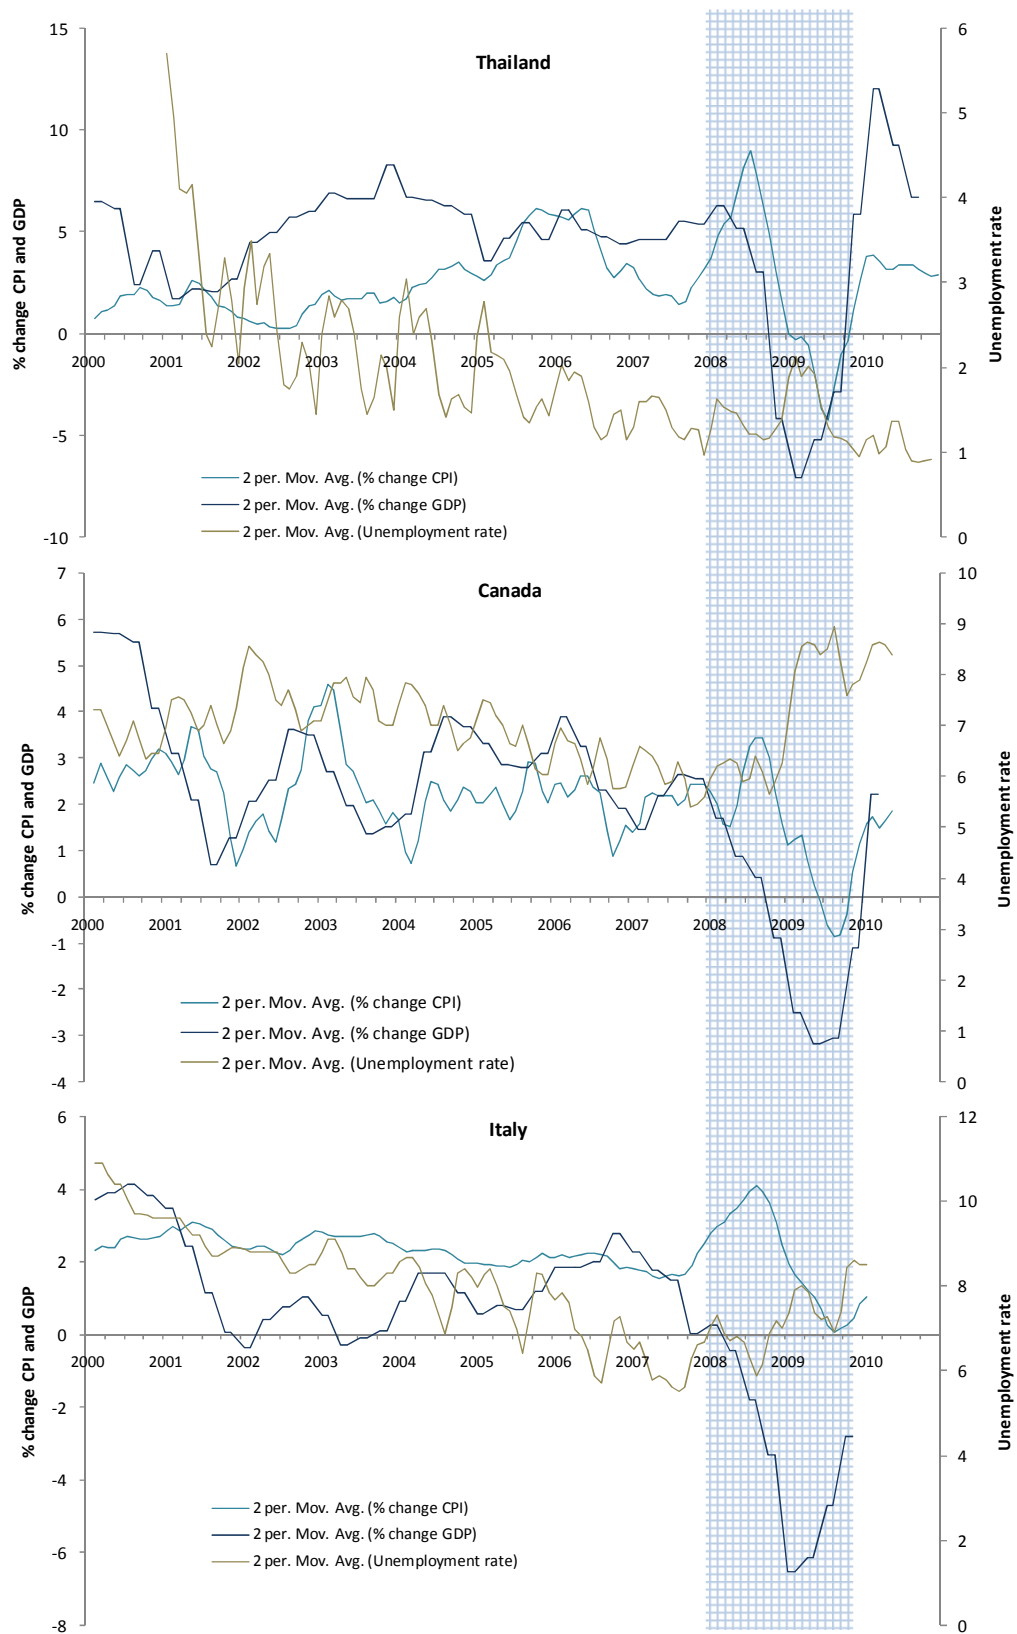 Thailand
% change CPI and GDP
Unemployment rate
15
10
5
0
-5
-10
6
5
4
3
2
1
0
2000 2001 2002 2003 2004 2005 2006 2007 2008 2009 2010
2 per. Mov. Avg. (% change CPI)
2 per. Mov. Avg. (% change GDP)
2 per. Mov. Avg. (Unemployment rate)
Canada
% change CPI and GDP
Unemployment rate
7
6
5
4
3
2
1
0
-1
-2
-3
-4
10
9
8
7
6
5
4
3
2
1
0
2000 2001 2002 2003 2004 2005 2006 2007 2008 2009 2010
2 per. Mov. Avg. (% change CPI)
2 per. Mov. Avg. (% change GDP)
2 per. Mov. Avg. (Unemployment rate)
Italy
% change CPI and GDP
Unemployment rate
6
4
2
0
-2
-4
-6
-8
12
10
8
6
4
2
0
2000 2001 2002 2003 2004 2005 2006 2007 2008 2009 2010
2 per. Mov. Avg. (% change CPI)
2 per. Mov. Avg. (% change GDP)
2 per. Mov. Avg. (Unemployment rate)